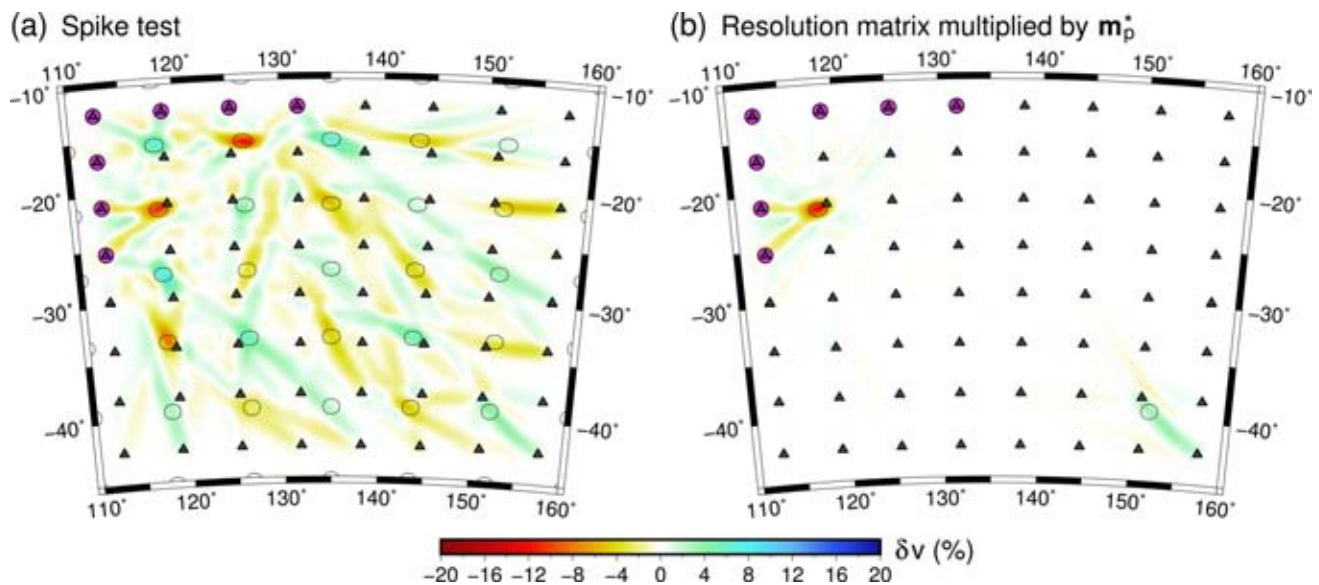 (a) Spike test
(b) Resolution matrix multiplied by m*p
110° 120° 130° 140° 150° 160°
110° 120° 130° 140° 150° 160°
−10° −10° −10° −10°
−20° −20° −20° −20°
−30° −30° −30° −30°
−40° −40° −40° −40°
110° 120° 130° 140° 150° 160°
110° 120° 130° 140° 150° 160°
δv (%)
−20 −16 −12 −8 −4 0 4 8 12 16 20